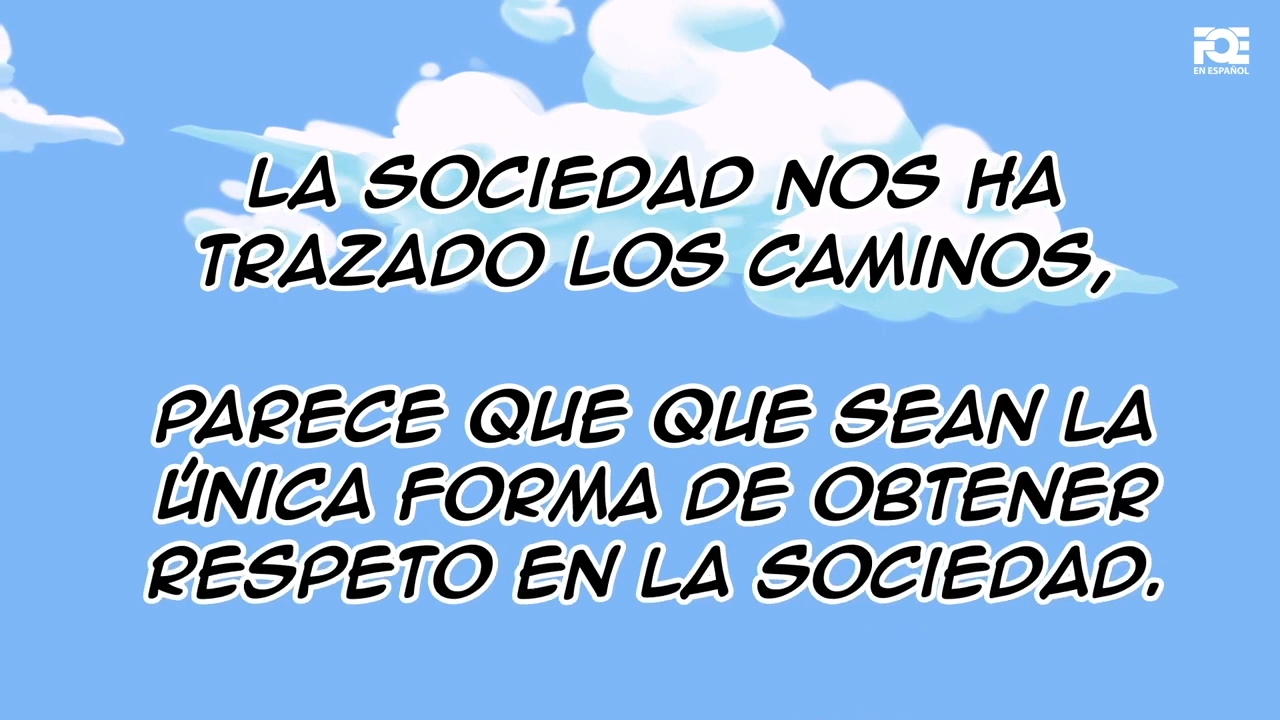 FOE
EN ESPAÑOL
LA SOCIEDAD NOS HA
TRAZADO LOS CAMINOS,
PARECE QUE QUE SEAN LA
ÚNICA FORMA DE OBTENER
RESPETO EN LA SOCIEDAD.